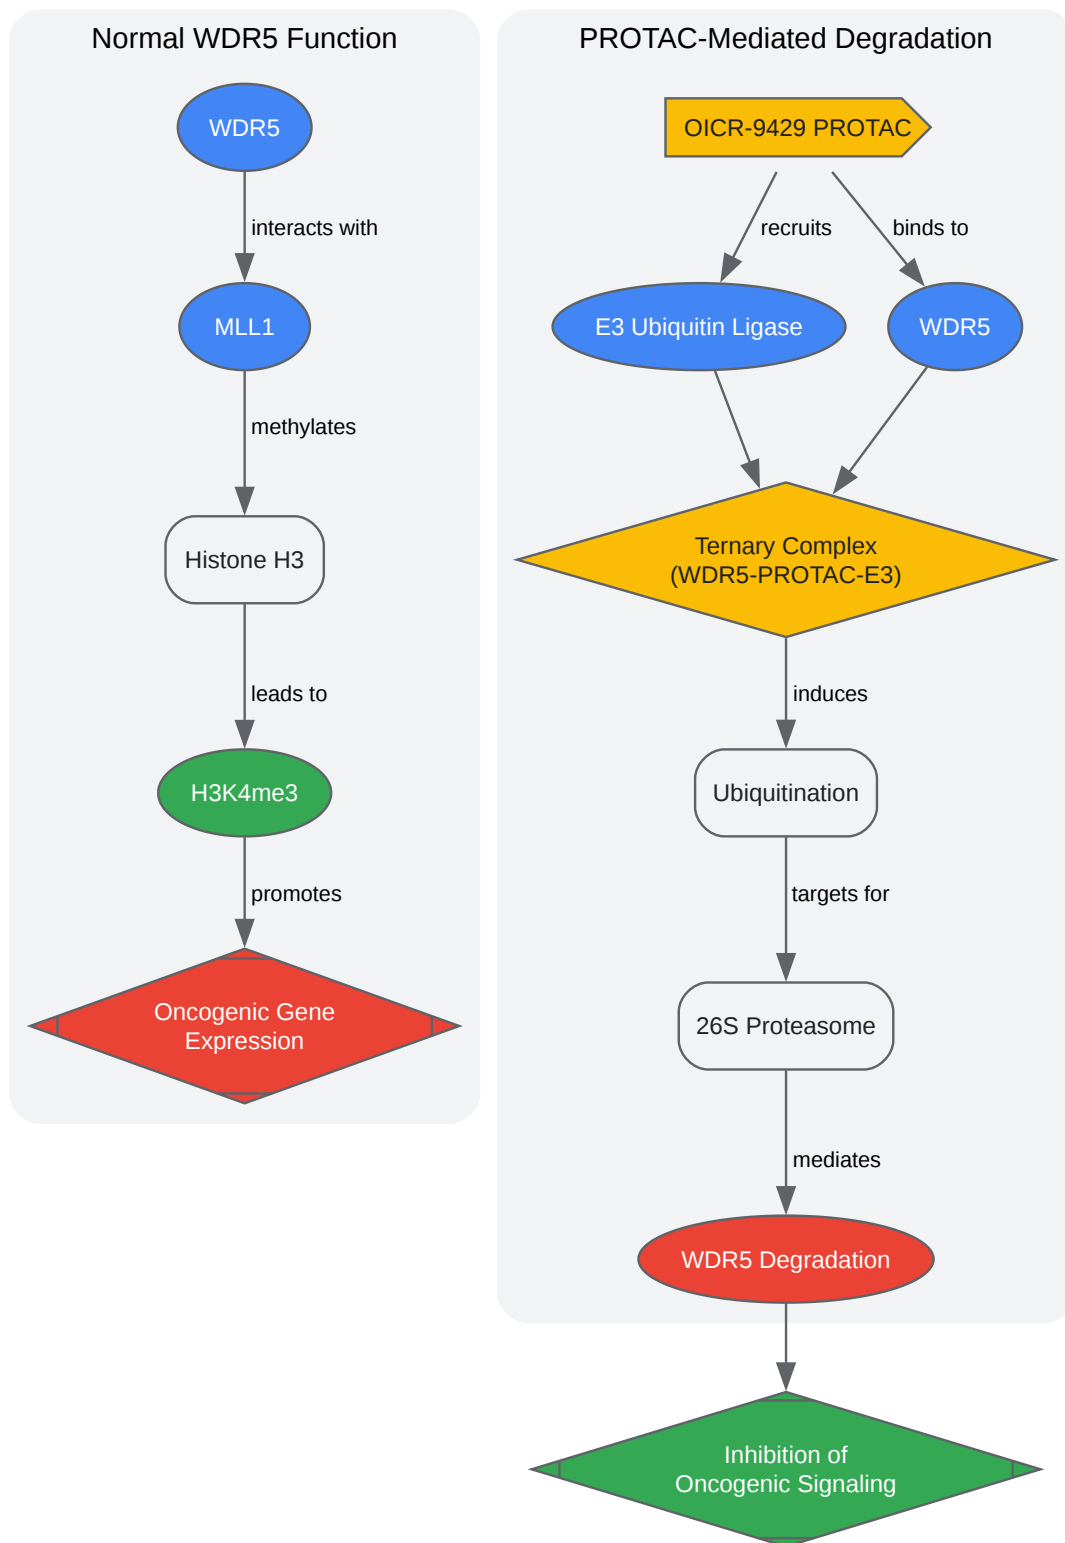 Normal WDR5 Function
WDR5
interacts with
MLL1
methylates
Histone H3
leads to
H3K4me3
promotes
Oncogenic Gene
Expression
PROTAC-Mediated Degradation
OICR-9429 PROTAC
recruits
binds to
E3 Ubiquitin Ligase
WDR5
Ternary Complex
(WDR5-PROTAC-E3)
induces
Ubiquitination
targets for
26S Proteasome
mediates
WDR5 Degradation
Inhibition of
Oncogenic Signaling